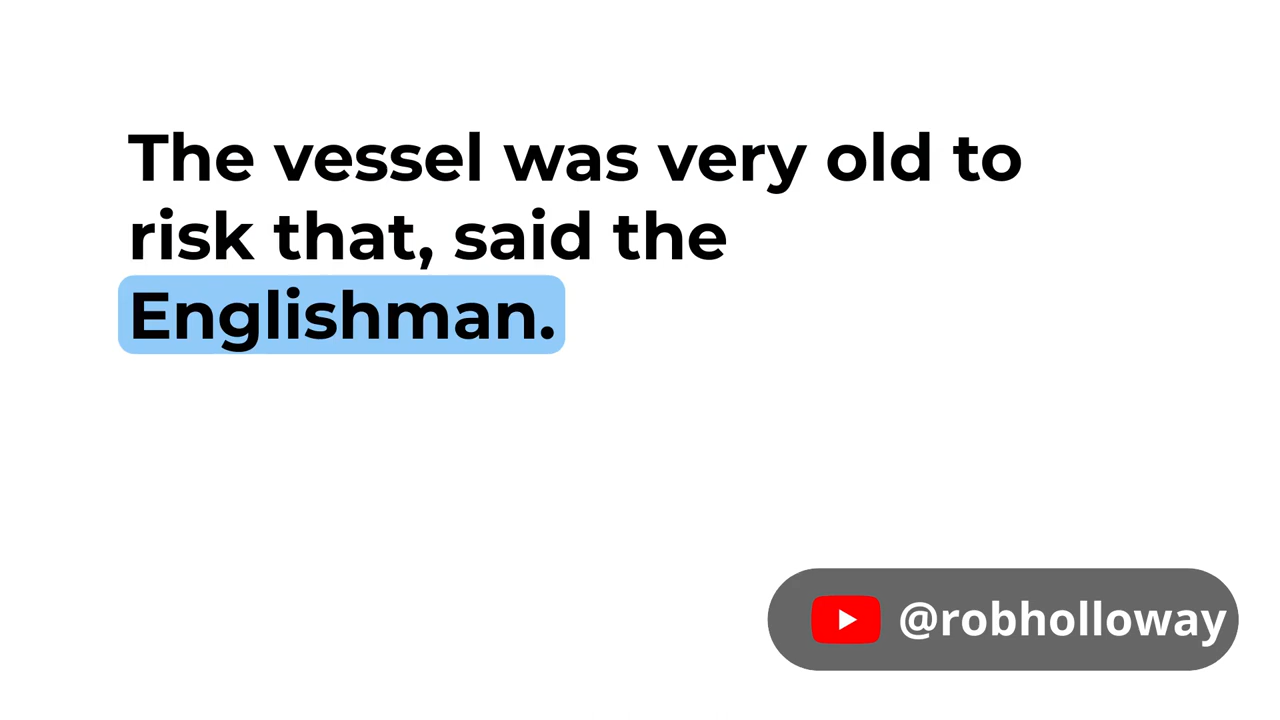 The vessel was very old to
risk that, said the
Englishman.
@robholloway